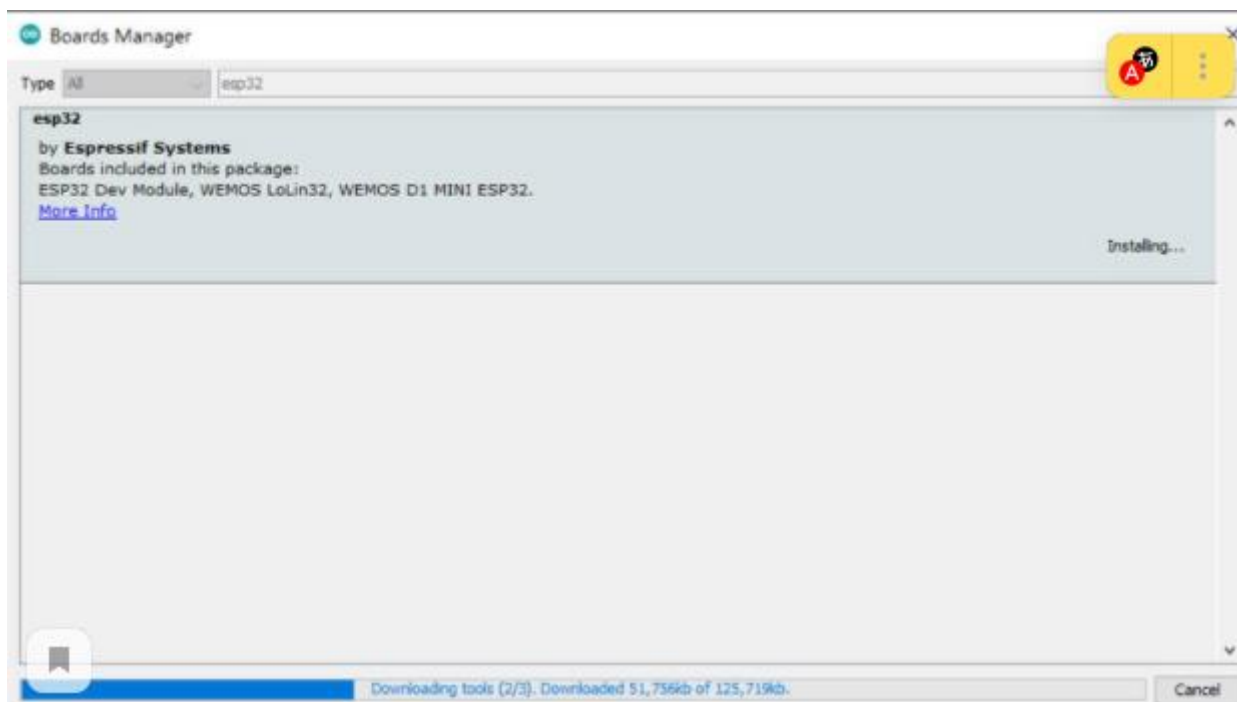 Boards Manager
Type All esp32
esp32
by Espressif Systems
Boards included in this package:
ESP32 Dev Module, WEMOS LoLin32, WEMOS D1 MINI ESP32.
More Info
Installing...
Downloading tools (2/3). Downloaded 51,756kb of 125,719kb.
Cancel